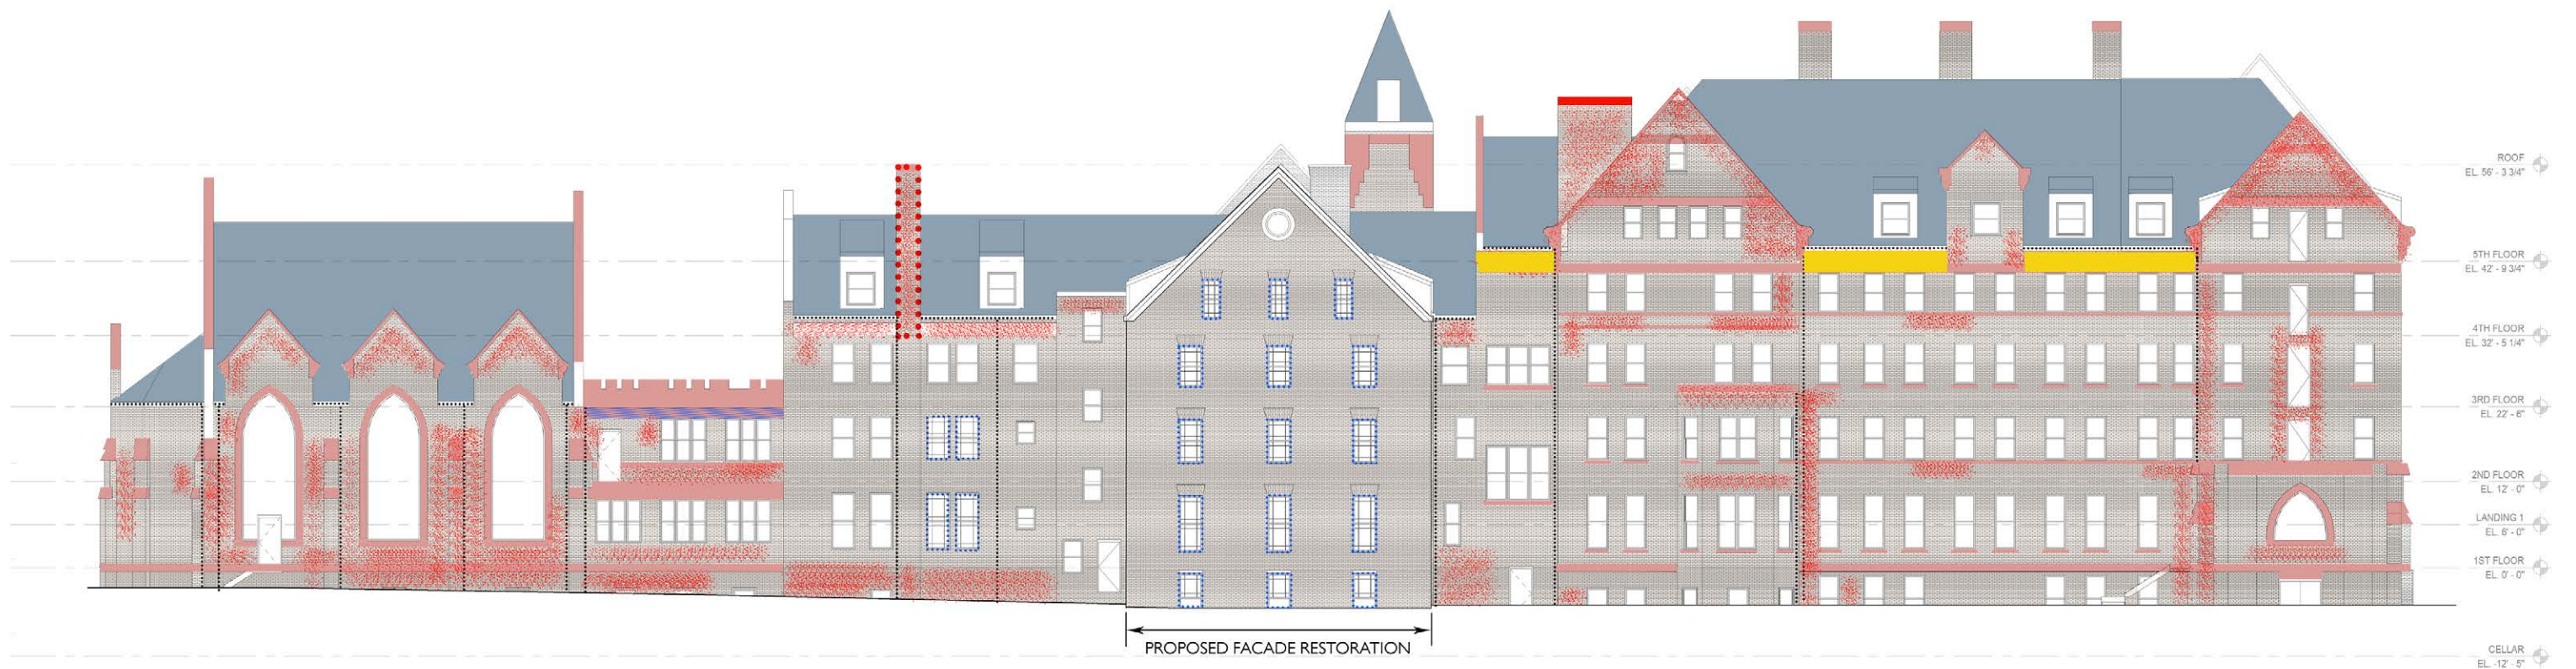 ROOF
EL. 56' - 3 3/4"
5TH FLOOR
EL. 42' - 9 3/4"
4TH FLOOR
EL. 32' - 5 1/4"
3RD FLOOR
EL. 22' - 6"
2ND FLOOR
EL. 12' - 0"
LANDING 1
EL. 6' - 0"
1ST FLOOR
EL. 0' - 0"
PROPOSED FACADE RESTORATION
CELLAR
EL. -12' - 5"